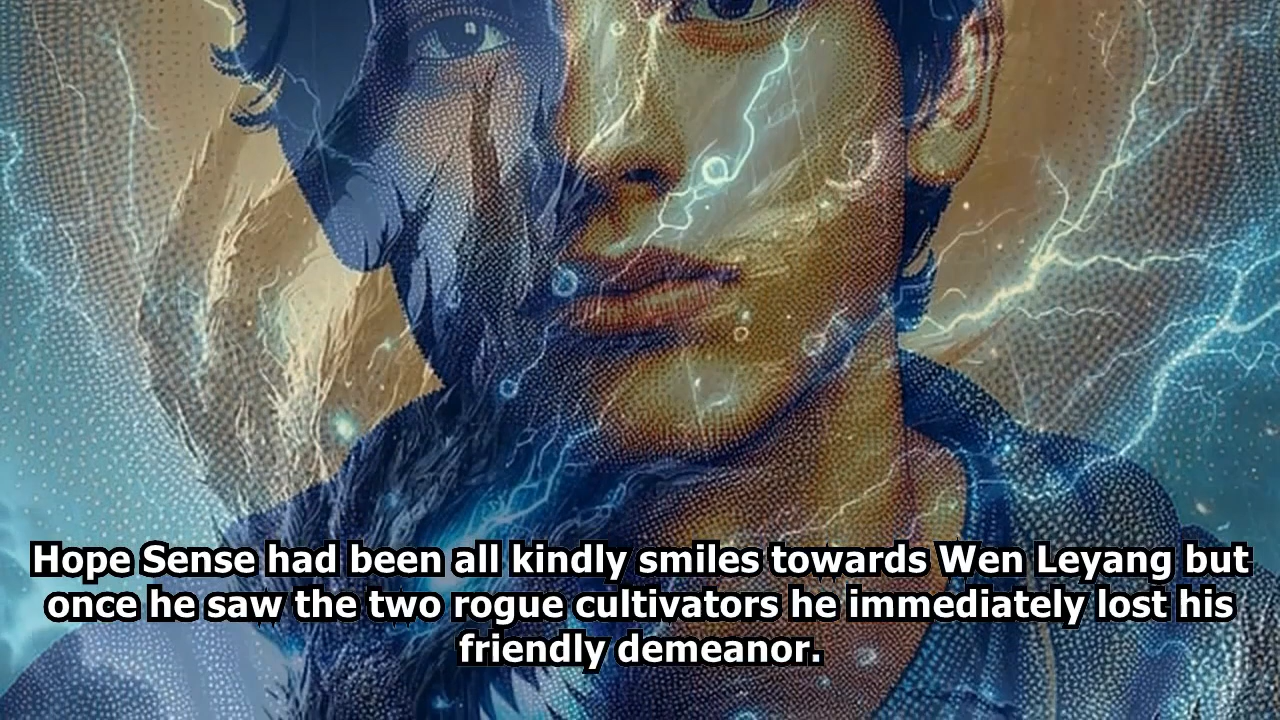 Hope Sense had been all kindly smiles towards Wen Leyang but
once he saw the two rogue cultivators he immediately lost his
friendly demeanor.